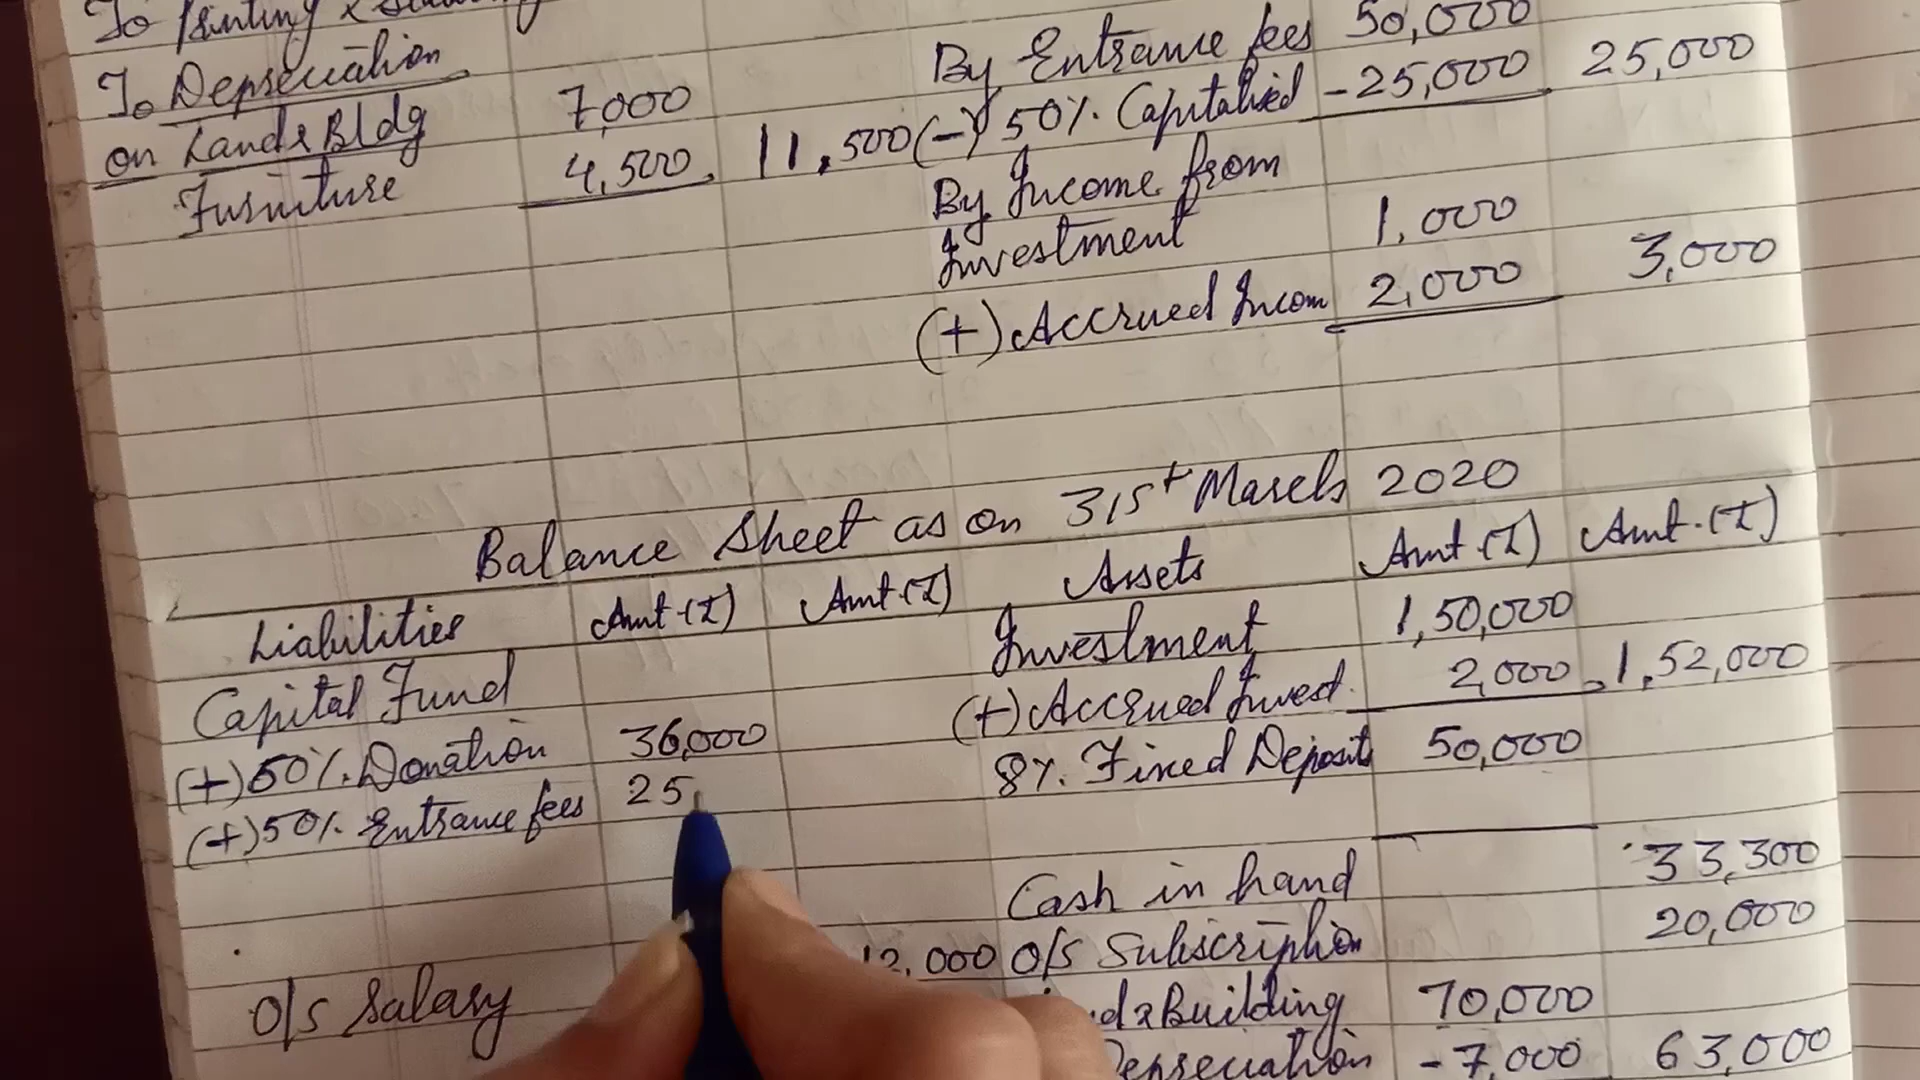 To Printing &
To Depreciation
on Land & Bldg 7,000
Furniture 4,500 11,500
By Entrance fees 50,000
(-) 50%. Capitalised - 25,000 25,000
By Income from
Investment 1,000
(+) Accrued Incom 2,000 3,000
Balance Sheet as on 31st March 2020
Liabilities Amt (₹) Amt (₹) Assets Amt (₹) Amt. (₹)
Capital Fund Investment 1,50,000
(+) 50%. Donation 36,000 (+) Accrued Invest. 2,000 1,52,000
(+) 50%. Entrance fees 25 8%. Fixed Deposit 50,000
Cash in hand 33,300
12,000 O/s Subscription 20,000
O/s Salary d & Building 70,000
Depreciation - 7,000 63,000